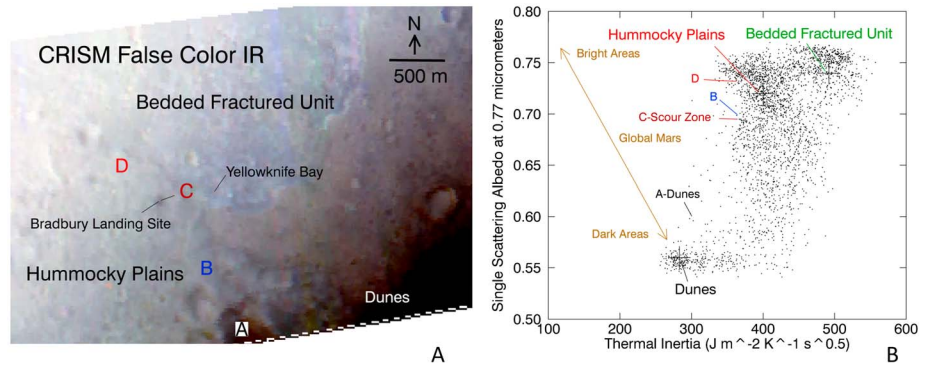 CRISM False Color IR
N
500 m
Bedded Fractured Unit
D
Yellowknife Bay
C
Bradbury Landing Site
Hummocky Plains
B
Dunes
A
A
Single Scattering Albedo at 0.77 micrometers
0.80
0.75
0.70
0.65
0.60
0.55
0.50
Hummocky Plains
Bedded Fractured Unit
Bright Areas
D
B
C-Scour Zone
Global Mars
A-Dunes
Dark Areas
Dunes
100
200
300
400
500
600
Thermal Inertia (J m^-2 K^-1 s^0.5)
B